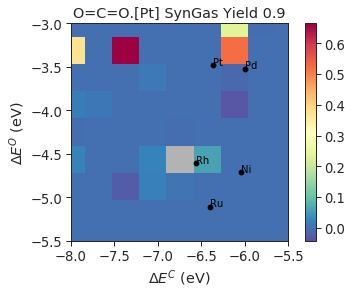 O=C=O.[Pt] SynGas Yield 0.9
−3.0
−3.5
−4.0
−4.5
−5.0
−5.5
ΔE^O (eV)
Pt
Pd
Rh
Ni
Ru
−8.0 −7.5 −7.0 −6.5 −6.0 −5.5
ΔE^C (eV)
0.6
0.5
0.4
0.3
0.2
0.1
0.0